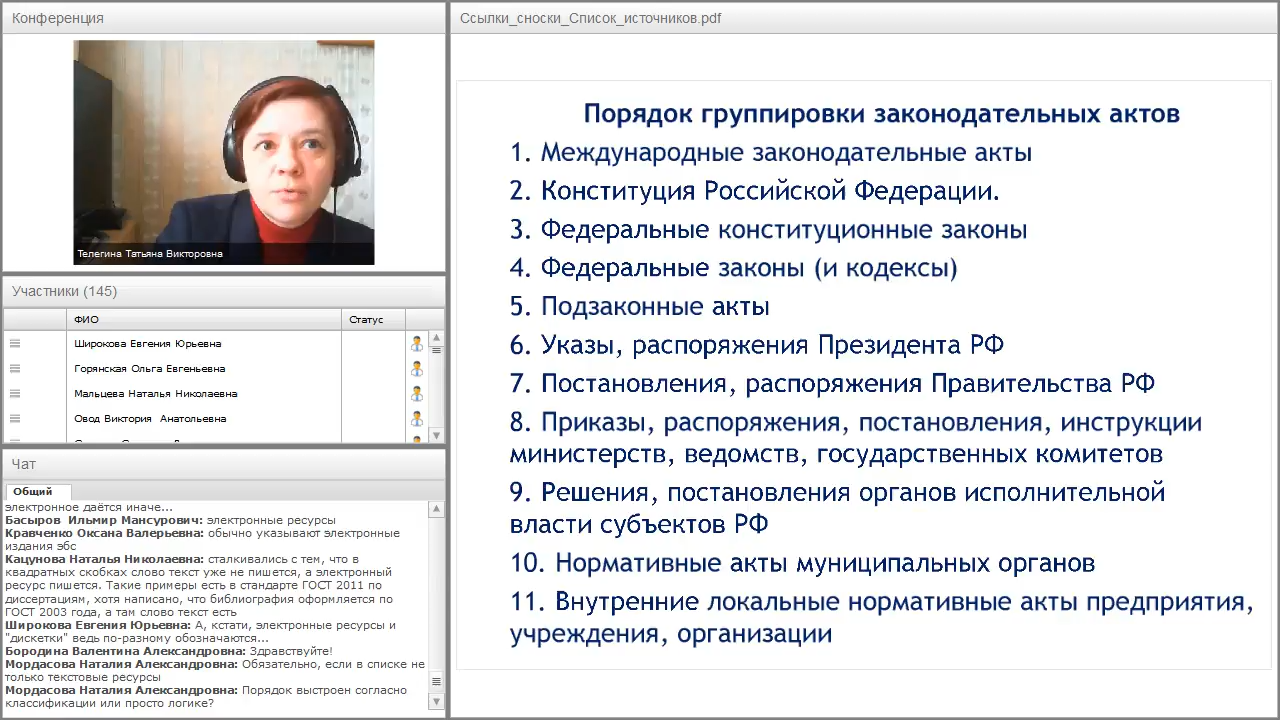 Конференция
Телегина Татьяна Викторовна
Участники (145)
ФИО
Статус
Широкова Евгения Юрьевна
Горянская Ольга Евгеньевна
Мальцева Наталья Николаевна
Овод Виктория  Анатольевна
Чат
Общий
электронное даётся иначе...
Басыров  Ильмир Мансурович: электронные ресурсы
Кравченко Оксана Валерьевна: обычно указывают электронные
издания эбс
Кацунова Наталья Николаевна: сталкивались с тем, что в
квадратных скобках слово текст уже не пишется, а электронный
ресурс пишется. Такие примеры есть в стандарте ГОСТ 2011 по
диссертациям, хотя написано, что библиография оформляется по
ГОСТ 2003 года, а там слово текст есть
Широкова Евгения Юрьевна: А, кстати, электронные ресурсы и
"дискетки" ведь по-разному обозначаются...
Бородина Валентина Александровна: Здравствуйте!
Мордасова Наталия Александровна: Обязательно, если в списке не
только текстовые ресурсы
Мордасова Наталия Александровна: Порядок выстроен согласно
классификации или просто логике?
Ссылки_сноски_Список_источников.pdf
Порядок группировки законодательных актов
1. Международные законодательные акты
2. Конституция Российской Федерации.
3. Федеральные конституционные законы
4. Федеральные законы (и кодексы)
5. Подзаконные акты
6. Указы, распоряжения Президента РФ
7. Постановления, распоряжения Правительства РФ
8. Приказы, распоряжения, постановления, инструкции
министерств, ведомств, государственных комитетов
9. Решения, постановления органов исполнительной
власти субъектов РФ
10. Нормативные акты муниципальных органов
11. Внутренние локальные нормативные акты предприятия,
учреждения, организации